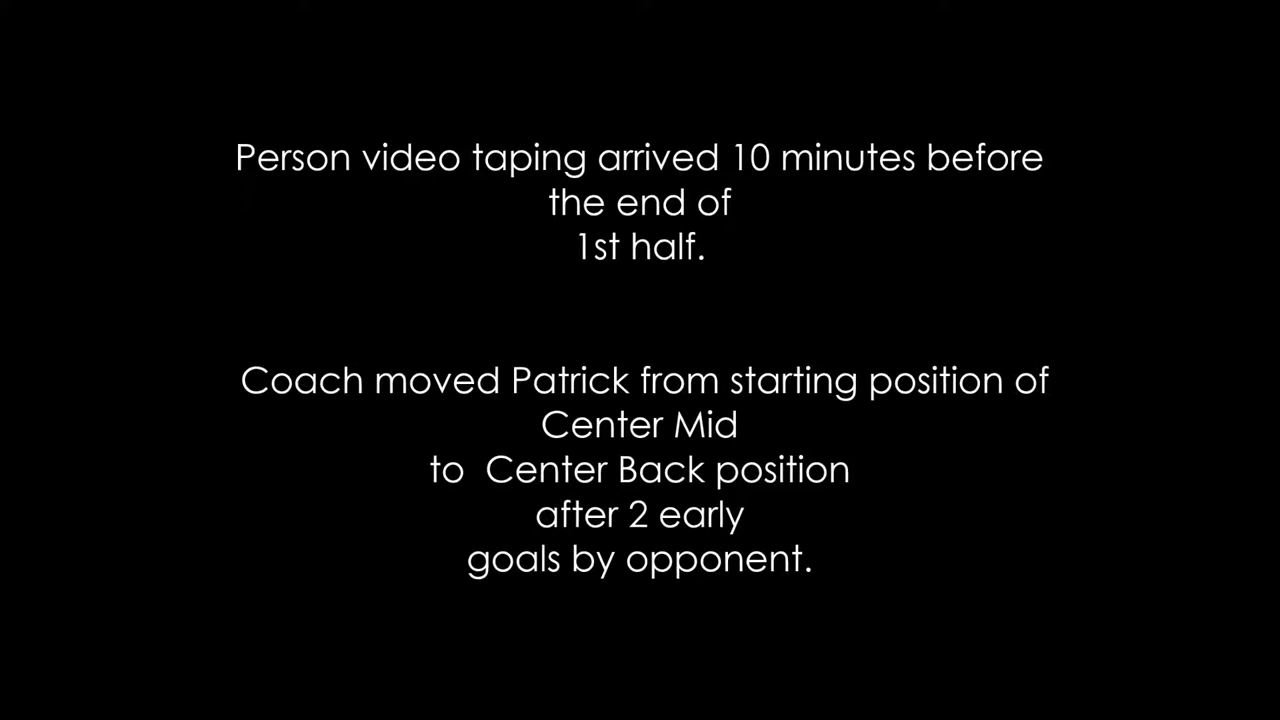 Person video taping arrived 10 minutes before
the end of
1st half.
Coach moved Patrick from starting position of
Center Mid
to  Center Back position
after 2 early
goals by opponent.